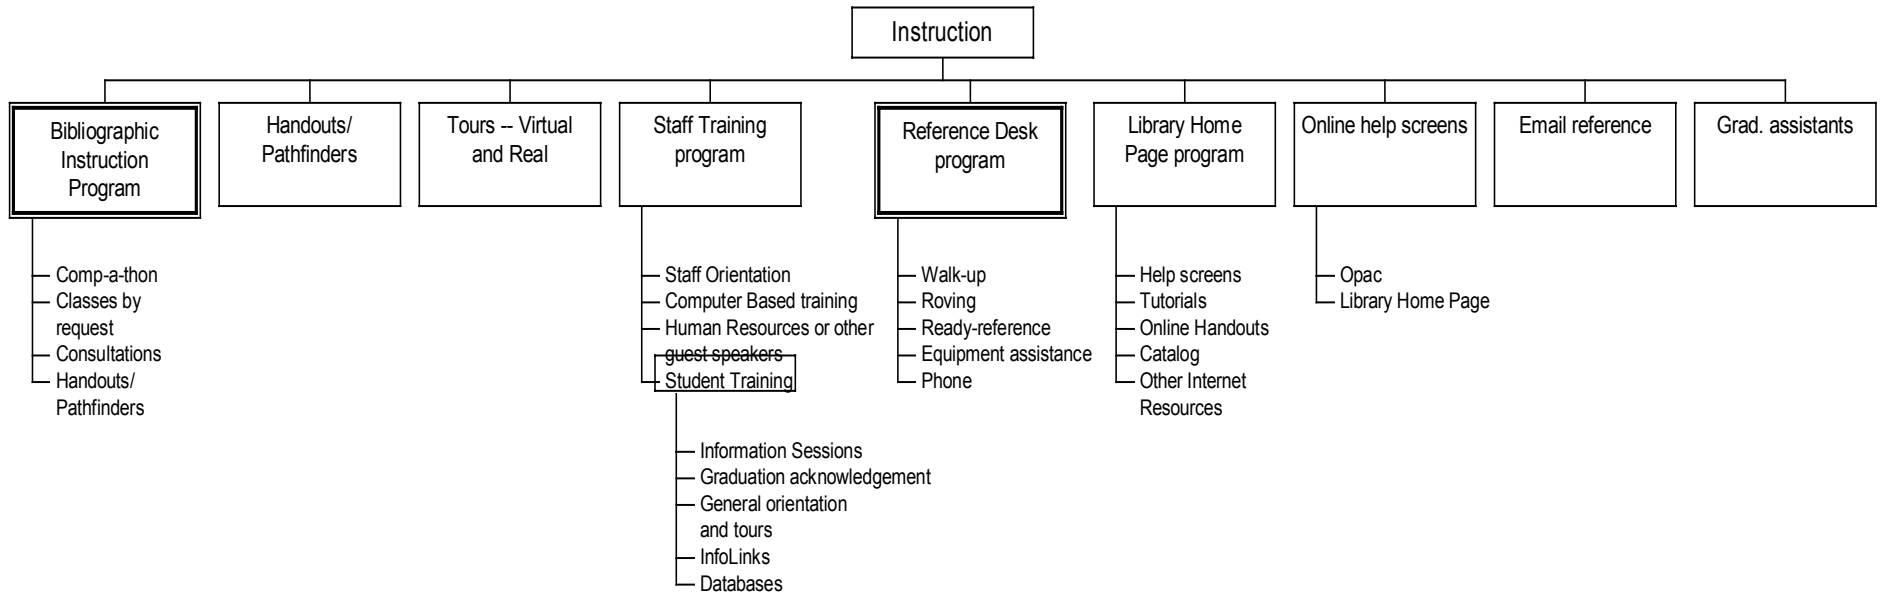 Instruction
Bibliographic
Instruction
Program
Handouts/
Pathfinders
Tours -- Virtual
and Real
Staff Training
program
Reference Desk
program
Library Home
Page program
Online help screens
Email reference
Grad. assistants
Comp-a-thon
Classes by
request
Consultations
Handouts/
Pathfinders
Staff Orientation
Computer Based training
Human Resources or other
guest speakers
Student Training
Information Sessions
Graduation acknowledgement
General orientation
and tours
InfoLinks
Databases
Walk-up
Roving
Ready-reference
Equipment assistance
Phone
Help screens
Tutorials
Online Handouts
Catalog
Other Internet
Resources
Opac
Library Home Page